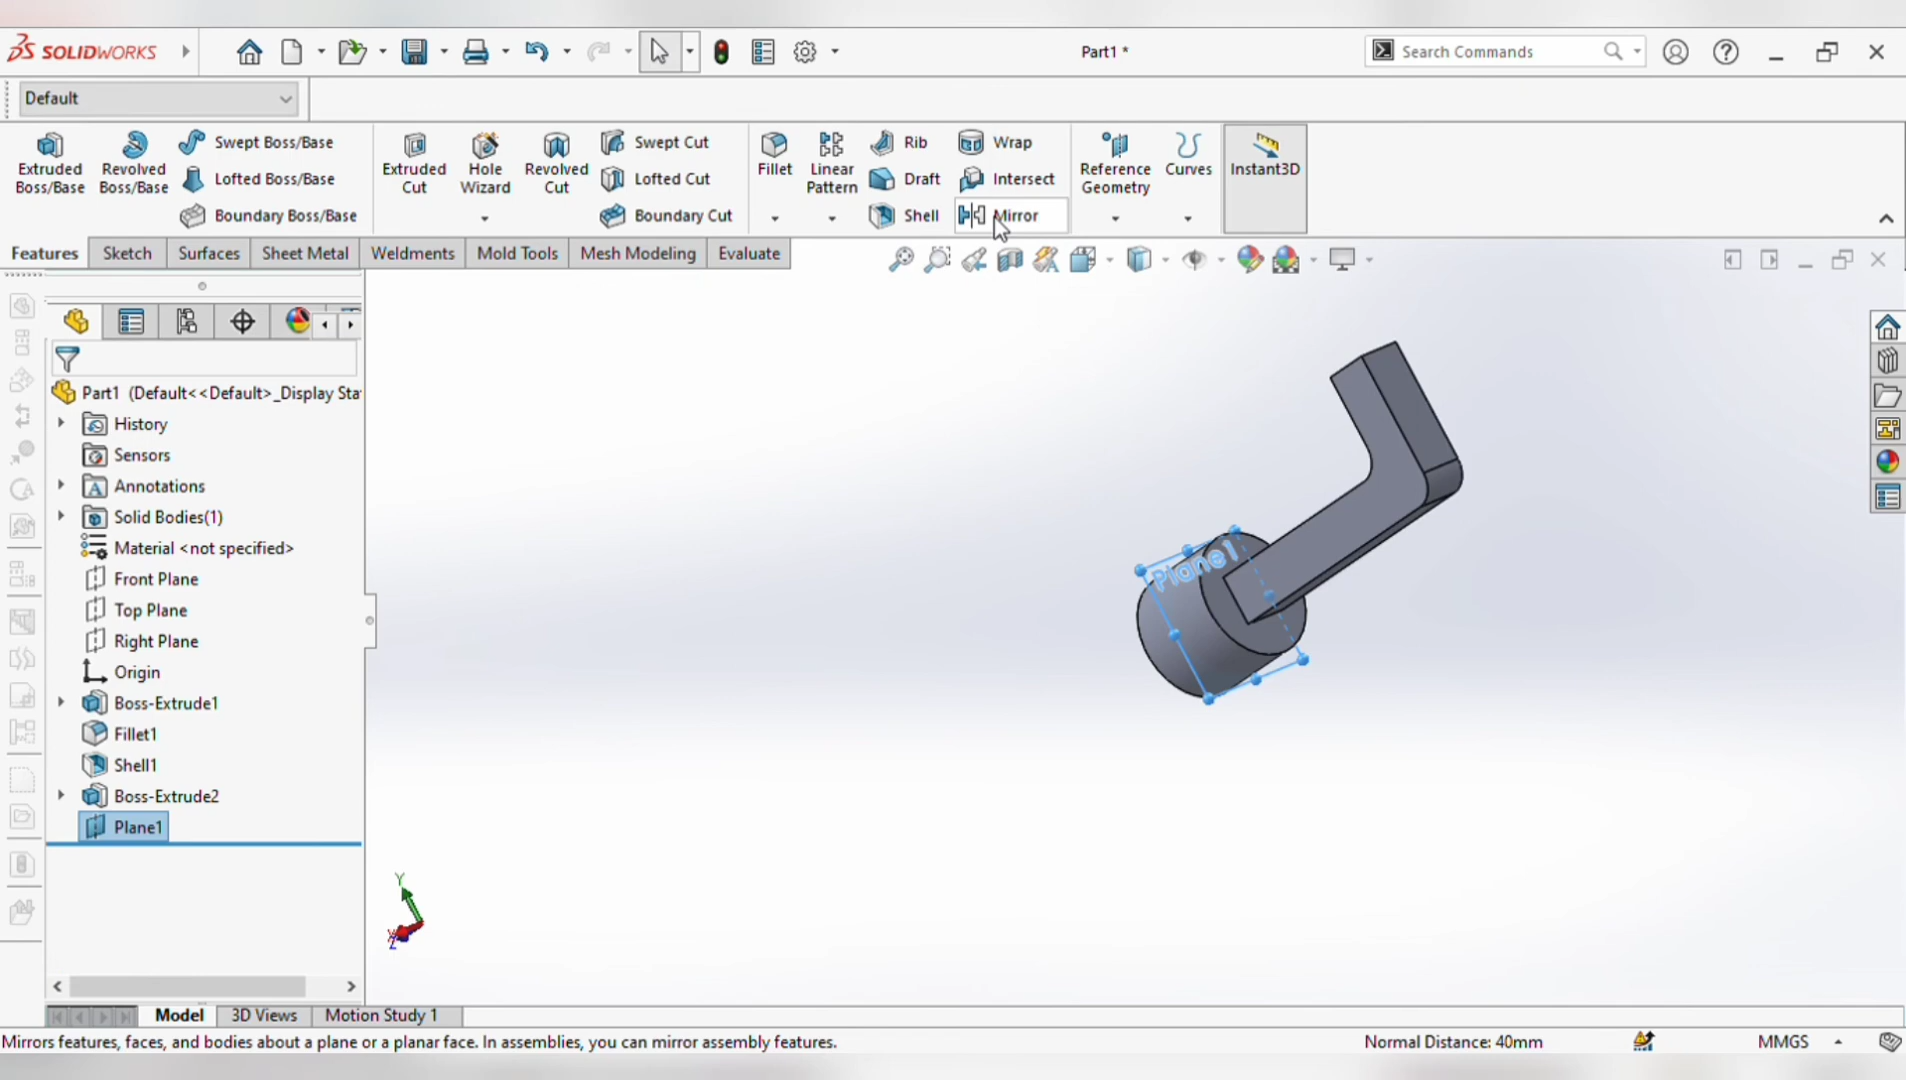 SOLIDWORKS
Part1 *
Search Commands
Default
Extruded Boss/Base
Revolved Boss/Base
Swept Boss/Base
Lofted Boss/Base
Boundary Boss/Base
Extruded Cut
Hole Wizard
Revolved Cut
Swept Cut
Lofted Cut
Boundary Cut
Fillet
Linear Pattern
Rib
Draft
Shell
Wrap
Intersect
Mirror
Reference Geometry
Curves
Instant3D
Features
Sketch
Surfaces
Sheet Metal
Weldments
Mold Tools
Mesh Modeling
Evaluate
Part1 (Default<<Default>_Display Sta
History
Sensors
Annotations
Solid Bodies(1)
Material <not specified>
Front Plane
Top Plane
Right Plane
Origin
Boss-Extrude1
Fillet1
Shell1
Boss-Extrude2
Plane1
Plane1
Y
Z
Model
3D Views
Motion Study 1
Mirrors features, faces, and bodies about a plane or a planar face. In assemblies, you can mirror assembly features.
Normal Distance: 40mm
MMGS